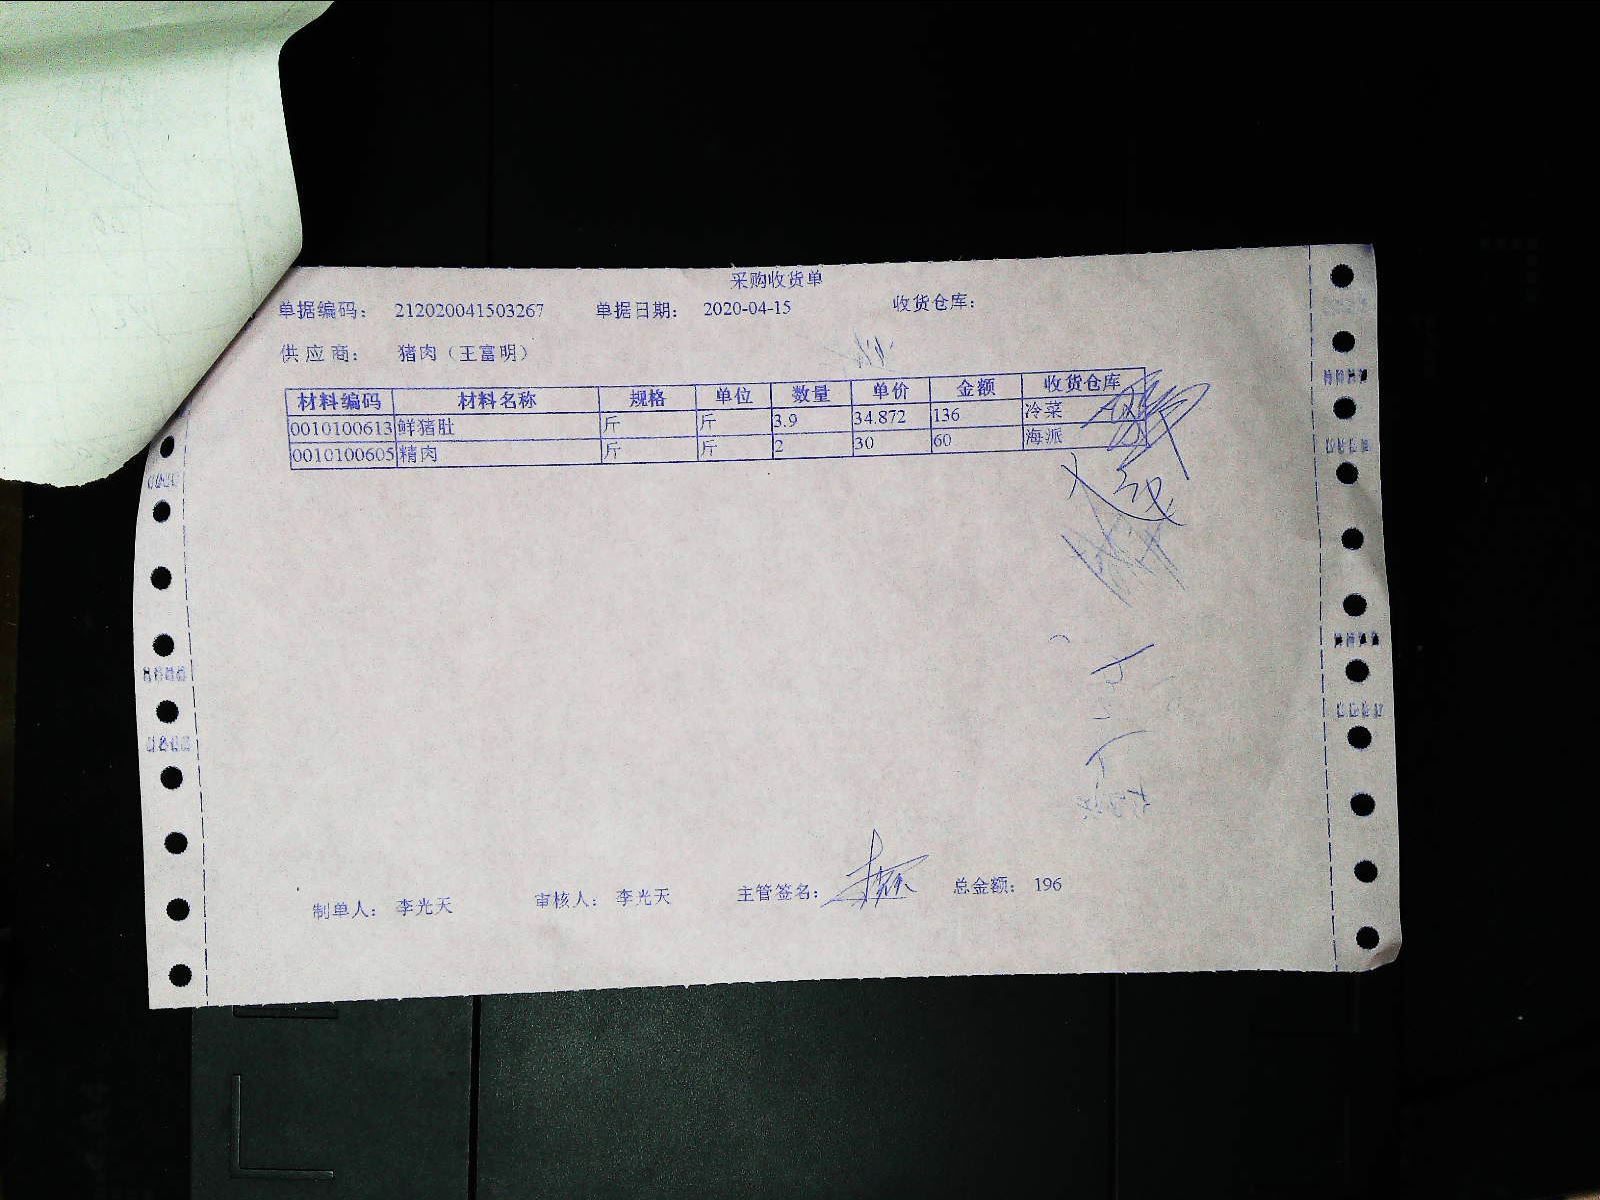 采购收货单
单据编码: 212020041503267 单据日期: 2020-04-15 收货仓库:
供应商: 猪肉（王富明）
材料编码 材料名称 规格 单位 数量 单价 金额 收货仓库
0010100613 鲜猪肚 斤 斤 3.9 34.872 136 冷菜
0010100605 精肉 斤 斤 2 30 60 海派
制单人: 李光天 审核人: 李光天 主管签名: 总金额: 196